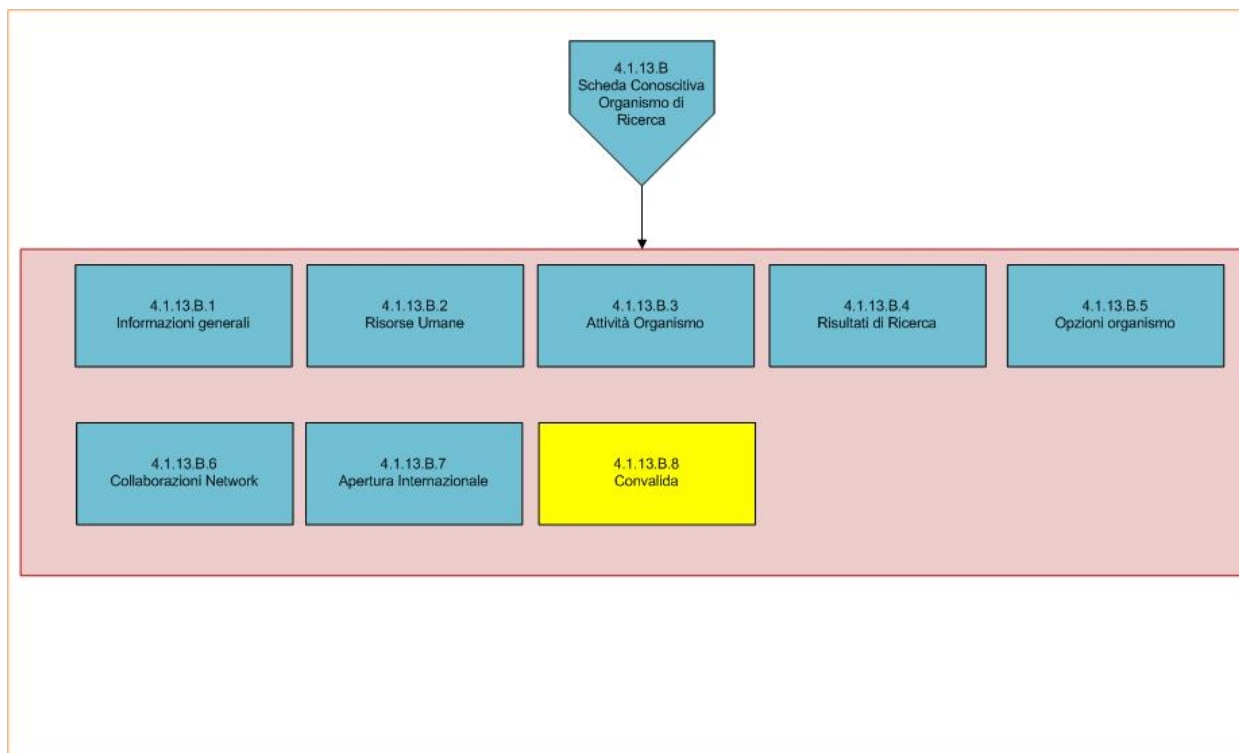 4.1.13.B
Scheda Conoscitiva
Organismo di
Ricerca
4.1.13.B.1
Informazioni generali
4.1.13.B.2
Risorse Umane
4.1.13.B.3
Attività Organismo
4.1.13.B.4
Risultati di Ricerca
4.1.13.B.5
Opzioni organismo
4.1.13.B.6
Collaborazioni Network
4.1.13.B.7
Apertura Internazionale
4.1.13.B.8
Convalida